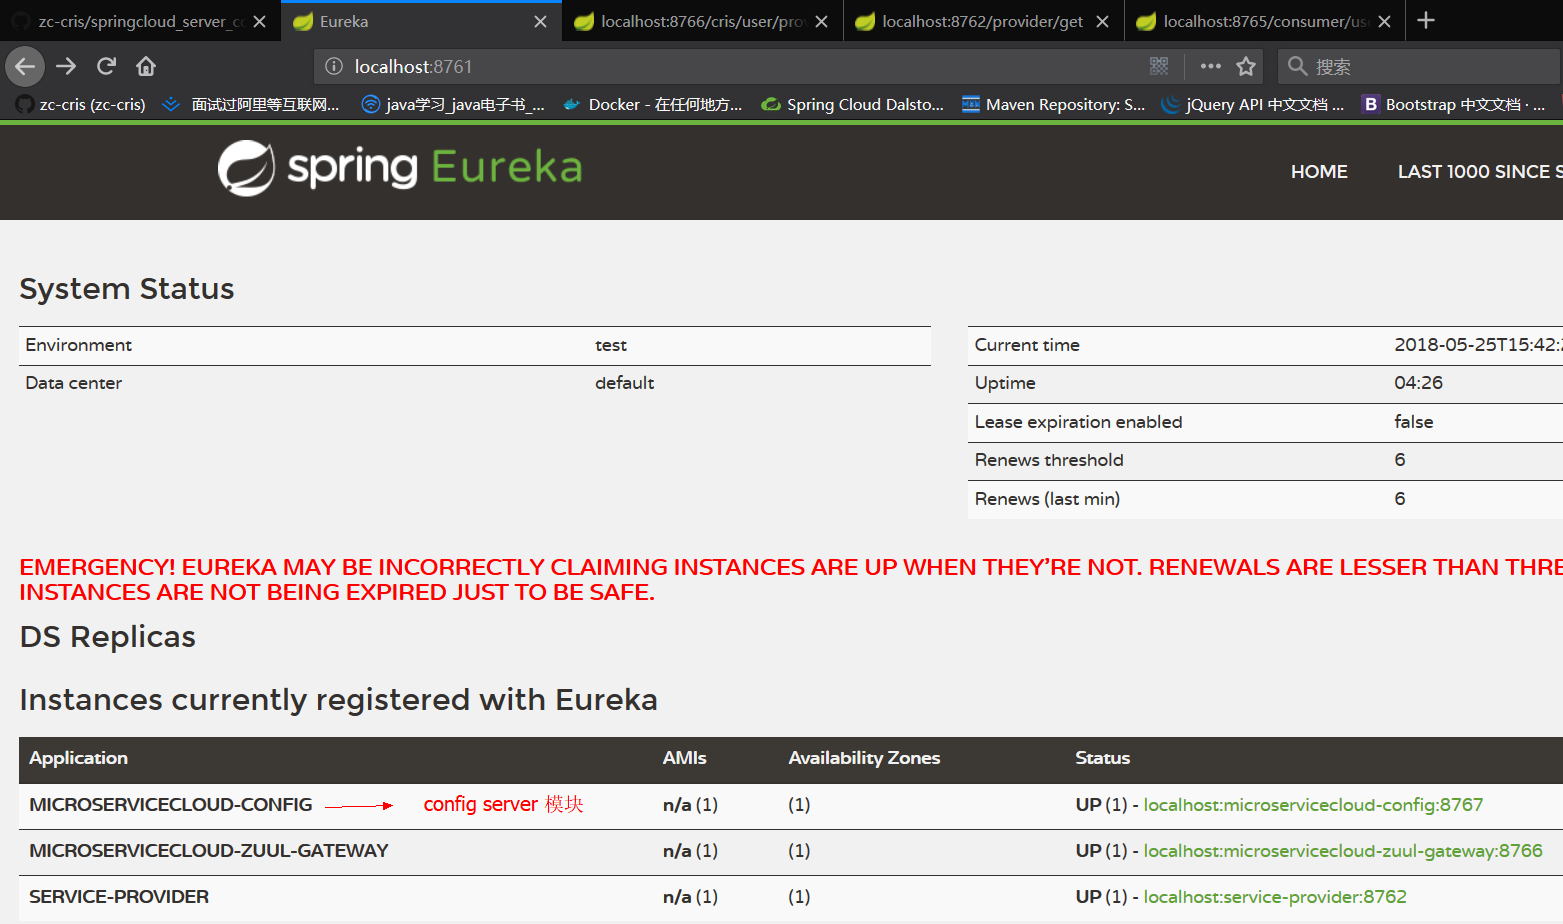 zc-cris/springcloud_server_co
Eureka
localhost:8766/cris/user/prov
localhost:8762/provider/get
localhost:8765/consumer/use
localhost:8761
搜索
zc-cris (zc-cris)
面试过阿里等互联网...
java学习_java电子书_...
Docker - 在任何地方...
Spring Cloud Dalsto...
Maven Repository: S...
jQuery API 中文文档 ...
B Bootstrap 中文文档 · ...
spring Eureka
HOME
LAST 1000 SINCE S
System Status
Environment test
Data center default
Current time 2018-05-25T15:42:2
Uptime 04:26
Lease expiration enabled false
Renews threshold 6
Renews (last min) 6
EMERGENCY! EUREKA MAY BE INCORRECTLY CLAIMING INSTANCES ARE UP WHEN THEY'RE NOT. RENEWALS ARE LESSER THAN THRE
INSTANCES ARE NOT BEING EXPIRED JUST TO BE SAFE.
DS Replicas
Instances currently registered with Eureka
Application AMIs Availability Zones Status
MICROSERVICECLOUD-CONFIG config server 模块 n/a (1) (1) UP (1) - localhost:microservicecloud-config:8767
MICROSERVICECLOUD-ZUUL-GATEWAY n/a (1) (1) UP (1) - localhost:microservicecloud-zuul-gateway:8766
SERVICE-PROVIDER n/a (1) (1) UP (1) - localhost:service-provider:8762